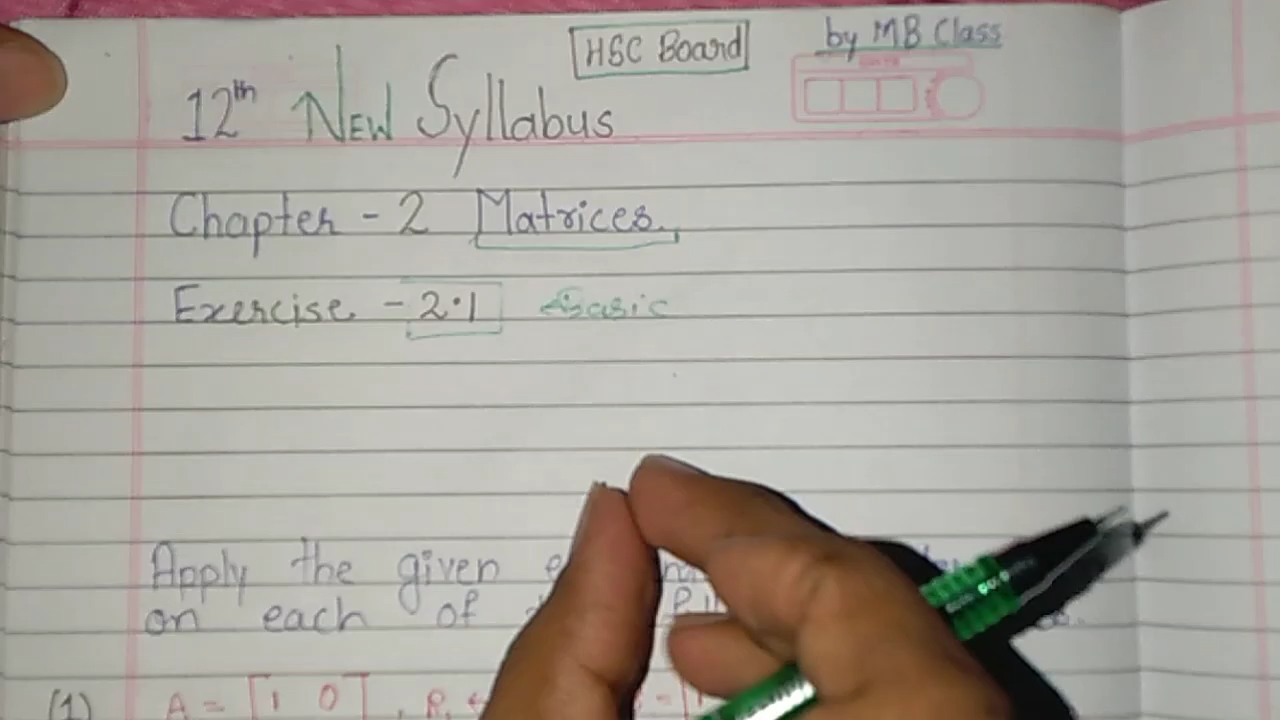 HSC Board
by MB Class
12th New Syllabus
Chapter - 2 Matrices.
Exercise - 2.1 Basic
Apply the given
on each of
(1) A = [1 0], R